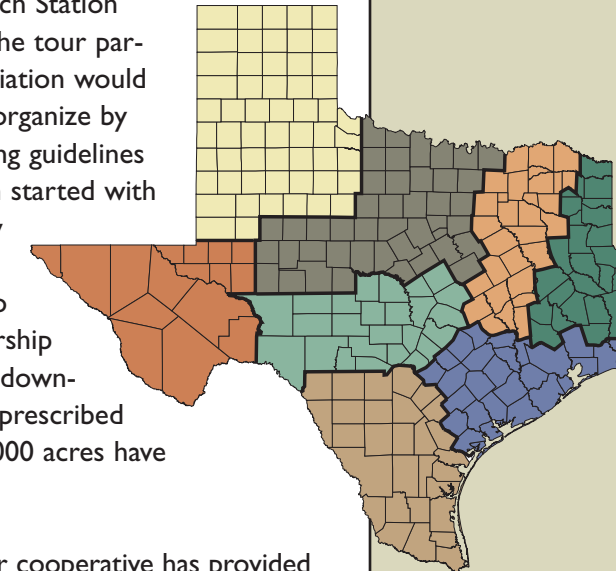 ch Station
he tour par-
iation would
organize by
ng guidelines
n started with
y
o
rship
down-
prescribed
000 acres have
r cooperative has provided